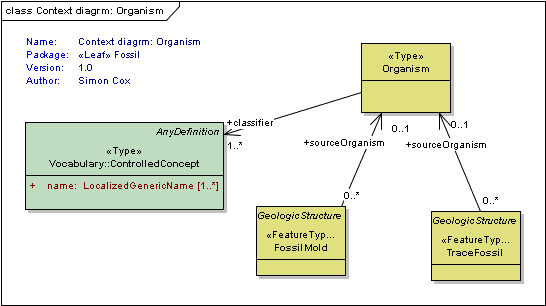 class Context diagrm: Organism
Name: Context diagrm: Organism
Package: «Leaf» Fossil
Version: 1.0
Author: Simon Cox
«Type»
Organism
+classifier
1..*
0..1
0..1
+sourceOrganism
+sourceOrganism
AnyDefinition
«Type»
Vocabulary::ControlledConcept
+ name: LocalizedGenericName [1..*]
0..*
0..*
GeologicStructure
«FeatureTyp...
FossilMold
GeologicStructure
«FeatureTyp...
TraceFossil